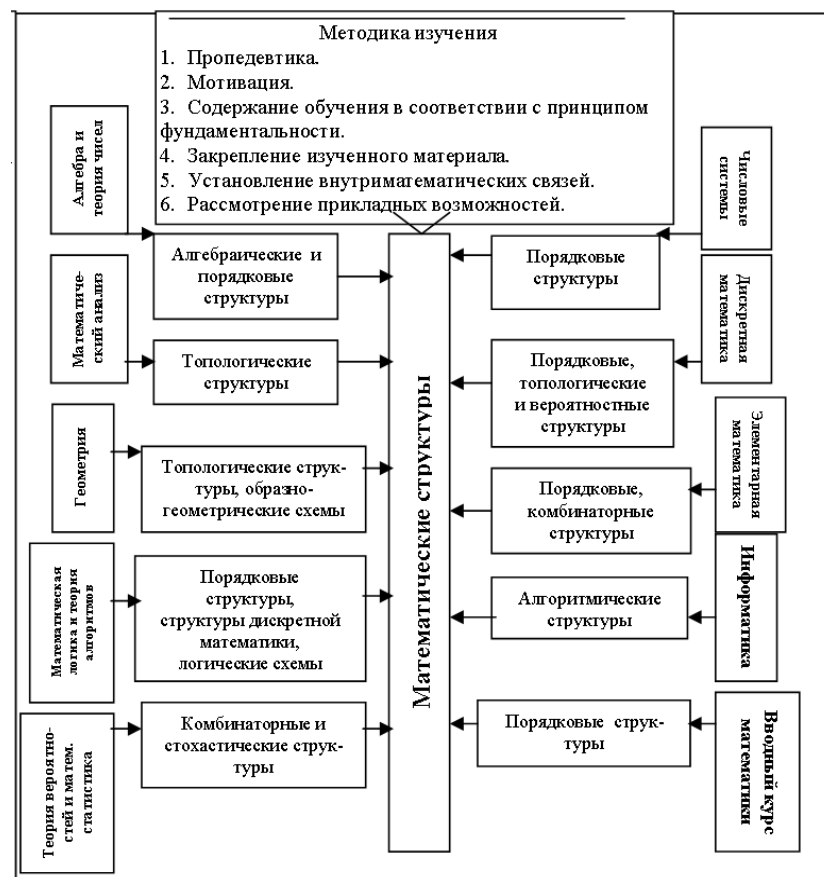 Методика изучения
1. Пропедевтика.
2. Мотивация.
3. Содержание обучения в соответствии с принципом
фундаментальности.
4. Закрепление изученного материала.
5. Установление внутриматематических связей.
6. Рассмотрение прикладных возможностей.
Алгебра и
теория чисел
Алгебраические и
порядковые
структуры
Математиче-
ский анализ
Топологические
структуры
Геометрия
Топологические струк-
туры, образно-
геометрические схемы
Математическая
логика и теория
алгоритмов
Порядковые
структуры,
структуры дискретной
математики,
логические схемы
Теория вероятно-
стей и матем.
статистика
Комбинаторные и
стохастические струк-
туры
Математические структуры
Числовые
системы
Порядковые
структуры
Дискретная
математика
Порядковые,
топологические
и вероятностные
структуры
Элементарная
математика
Порядковые,
комбинаторные
структуры
Информатика
Алгоритмические
структуры
Вводный курс
математики
Порядковые струк-
туры